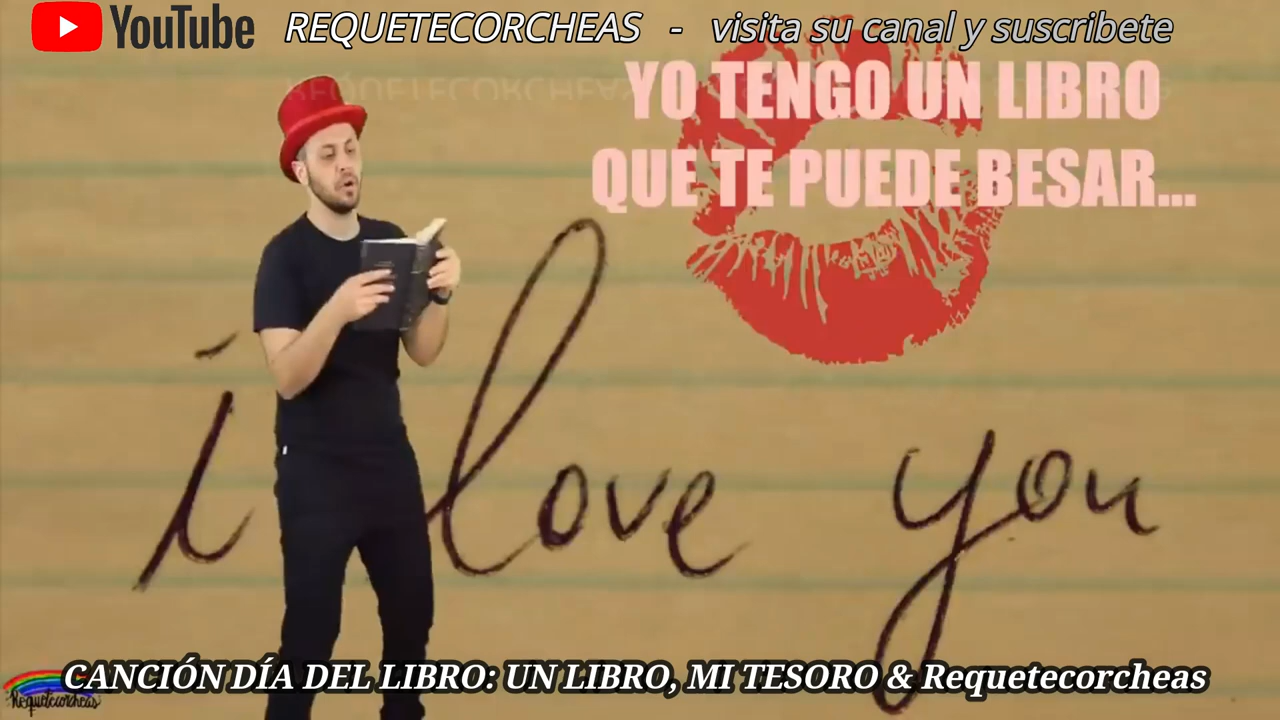 YouTube REQUETECORCHEAS - visita su canal y suscribete
YO TENGO UN LIBRO
QUE TE PUEDE BESAR...
i love you
CANCIÓN DÍA DEL LIBRO: UN LIBRO, MI TESORO & Requetecorcheas
Requetecorcheas